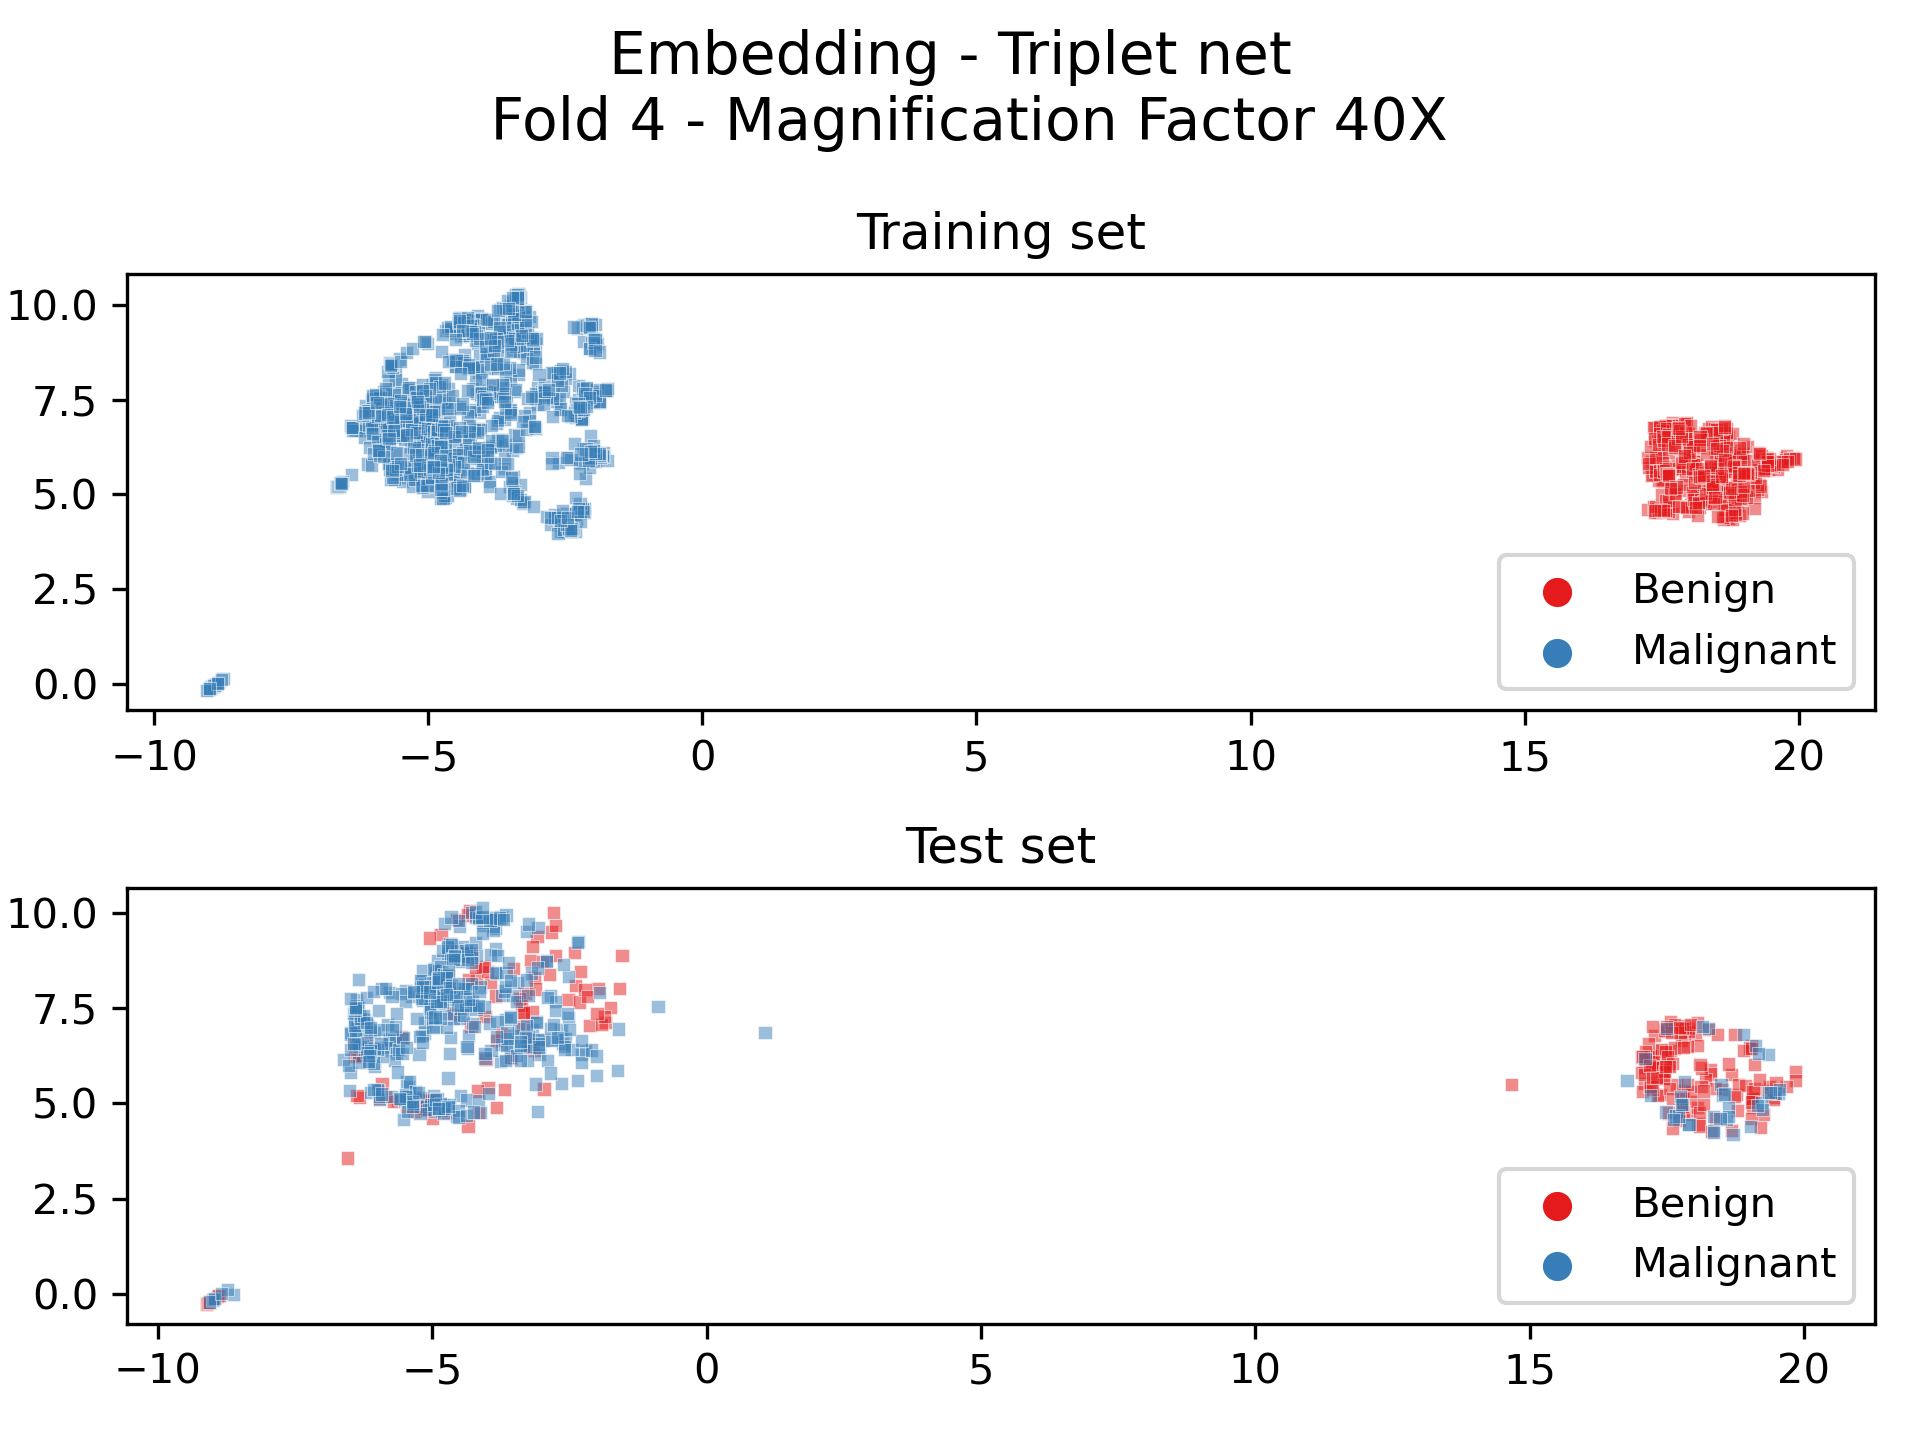 Embedding - Triplet net
Fold 4 - Magnification Factor 40X
Training set
10.0
7.5
5.0
2.5
0.0
Benign
Malignant
−10 −5 0 5 10 15 20
Test set
10.0
7.5
5.0
2.5
0.0
Benign
Malignant
−10 −5 0 5 10 15 20